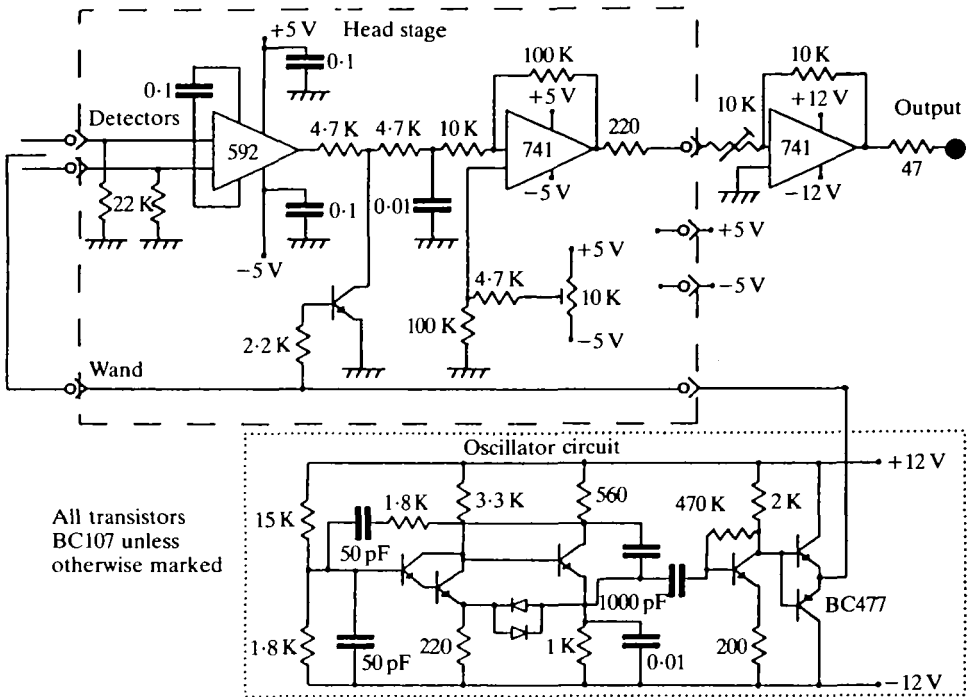 +5 V
Head stage
0·1
0·1
Detectors
592
22 K
0·1
−5 V
4·7 K
4·7 K
10 K
0·01
100 K
+5 V
741
−5 V
220
4·7 K
+5 V
10 K
−5 V
100 K
2·2 K
Wand
10 K
10 K
+12 V
741
−12 V
Output
47
+5 V
−5 V
Oscillator circuit
+12 V
All transistors
BC107 unless
otherwise marked
15 K
1·8 K
50 pF
3·3 K
560
470 K
2 K
1000 pF
BC477
1·8 K
50 pF
220
1 K
0·01
200
−12 V